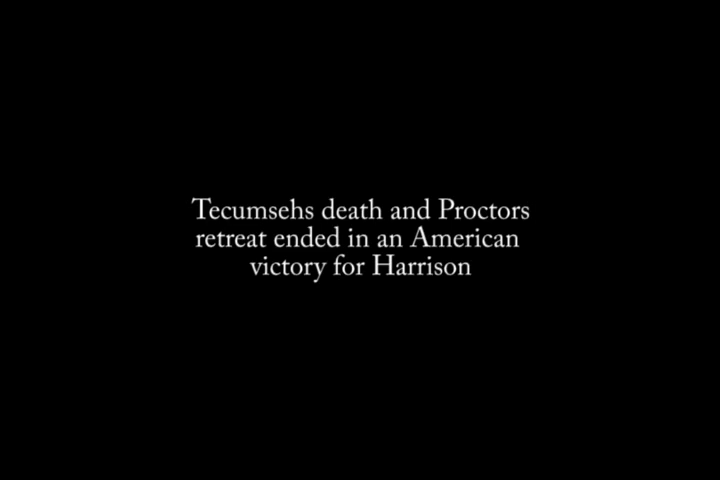 Tecumsehs death and Proctors
retreat ended in an American
victory for Harrison